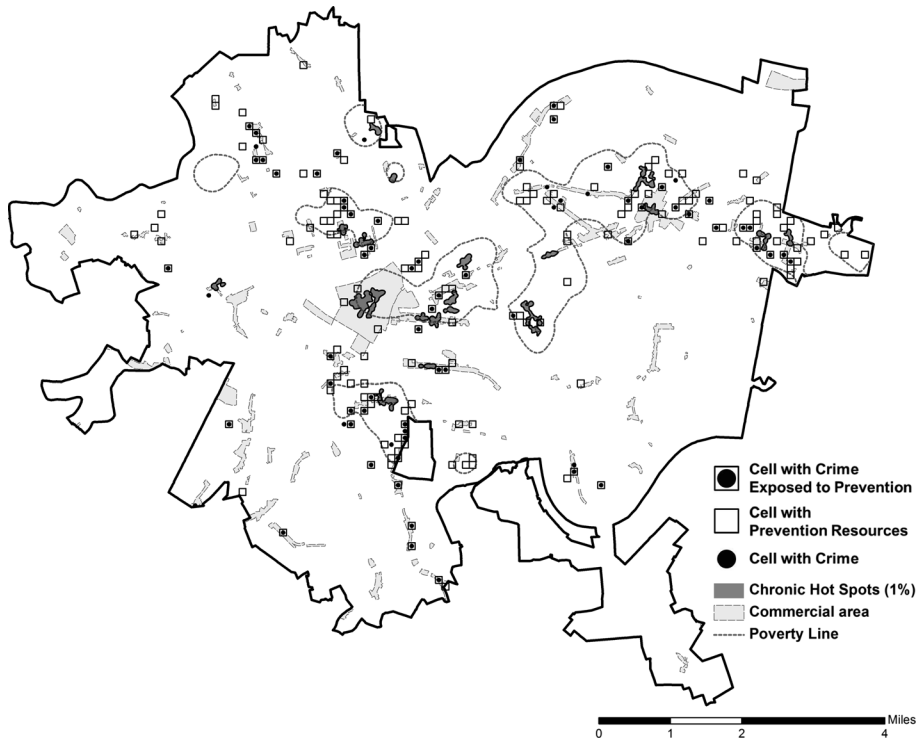 Cell with Crime
Exposed to Prevention
Cell with
Prevention Resources
Cell with Crime
Chronic Hot Spots (1%)
Commercial area
Poverty Line
Miles
0 1 2 4